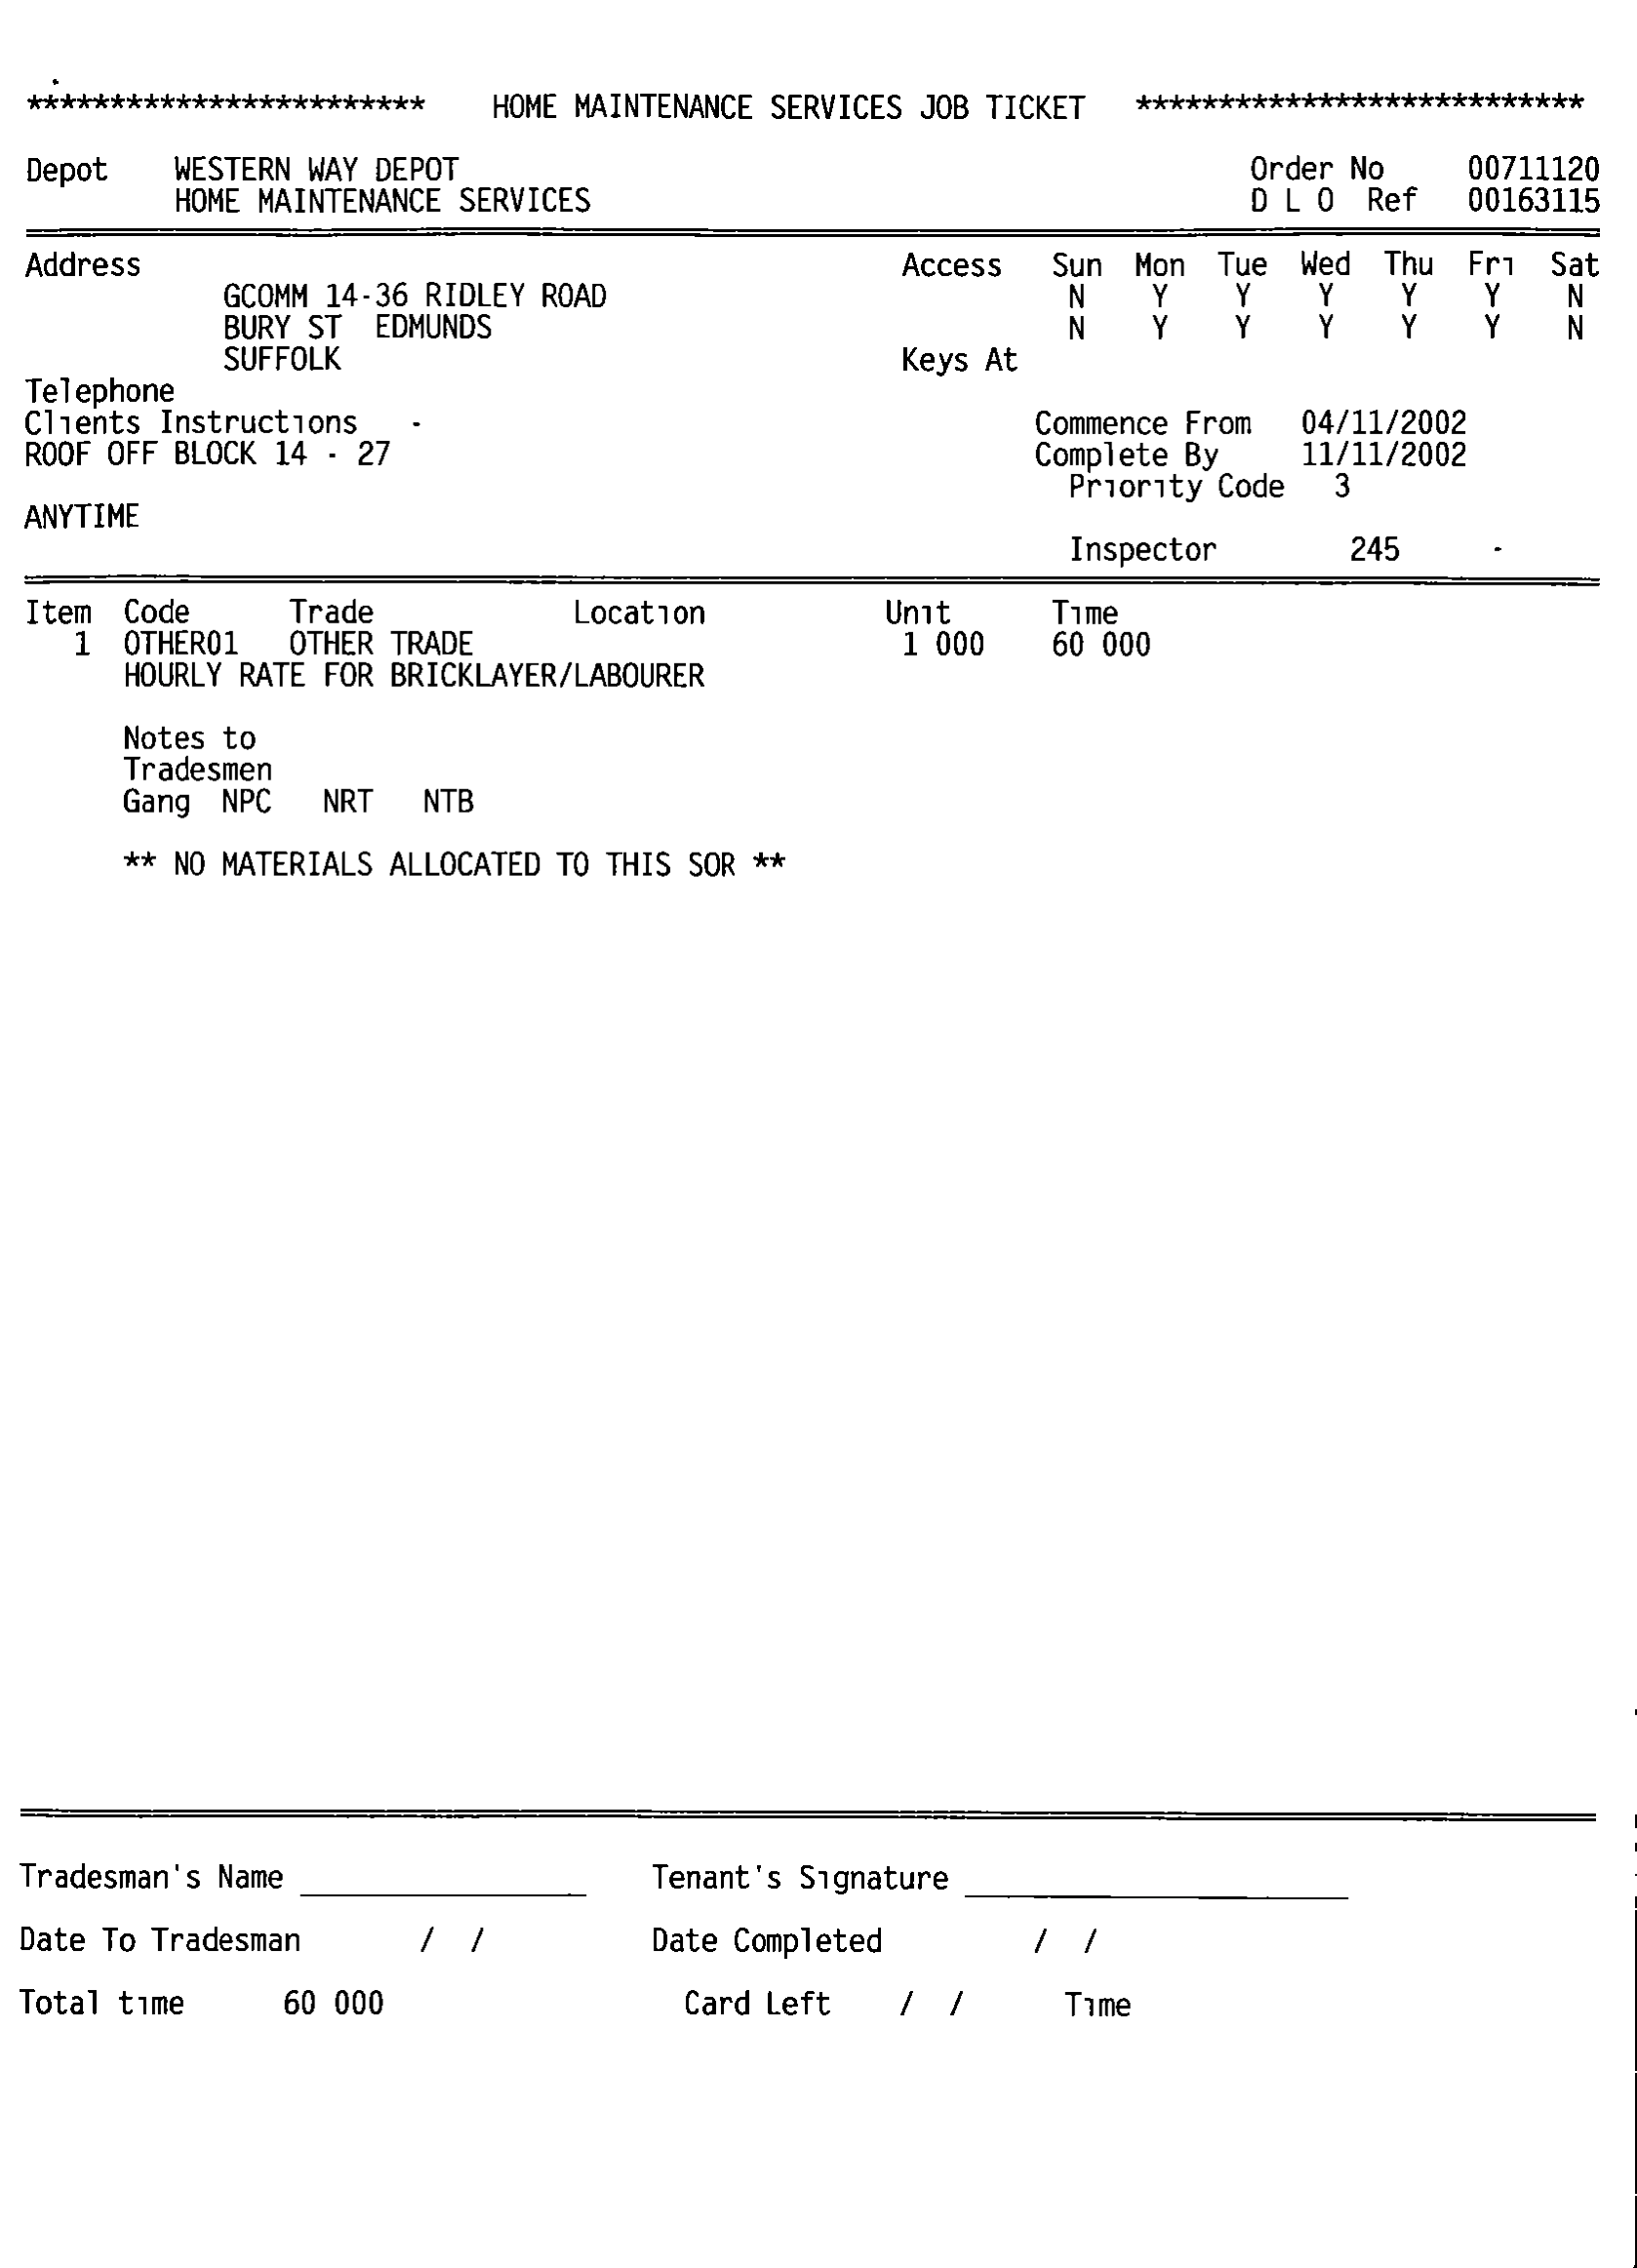 ************************ HOME MAINTENANCE SERVICES JOB TICKET ***************************
Depot WESTERN WAY DEPOT Order No 00711120
HOME MAINTENANCE SERVICES D L O Ref 00163115
Address Access Sun Mon Tue Wed Thu Fri Sat
GCOMM 14-36 RIDLEY ROAD N Y Y Y Y Y N
BURY ST EDMUNDS N Y Y Y Y Y N
SUFFOLK Keys At
Telephone
Clients Instructions
Commence From 04/11/2002
ROOF OFF BLOCK 14 - 27 Complete By 11/11/2002
Priority Code 3
ANYTIME
Inspector 245
Item Code Trade Location Unit Time
1 OTHER01 OTHER TRADE 1 000 60 000
HOURLY RATE FOR BRICKLAYER/LABOURER
Notes to
Tradesmen
Gang NPC NRT NTB
** NO MATERIALS ALLOCATED TO THIS SOR **
Tradesman's Name Tenant's Signature
Date To Tradesman / / Date Completed / /
Total time 60 000 Card Left / / Time